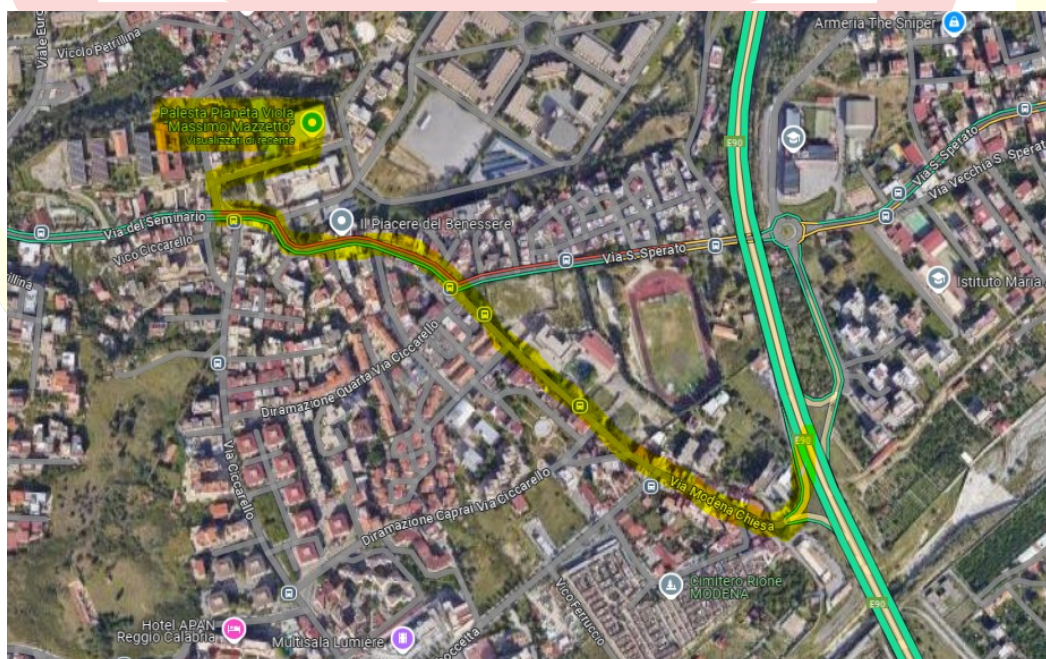 Armeria The Sniper
Viale Euro
Vicolo Petrillina
Palestra Pianeta Viola
Massimo Mazzetto
Visualizzati di recente
E90
Via S. Sperato
Via Vecchia S. Sperato
Via del Seminario
Il Piacere del Benessere
Vico Ciccarello
Via S. Sperato
Istituto Maria
Diramazione Quarta Via Ciccarello
E90
Via Ciccarello
Via Modena Chiesa
Diramazione Caprai Via Ciccarello
Cimitero Rione
MODENA
Vico Ferruccio
E90
Hotel APAN
Reggio Calabria
Multisala Lumiere